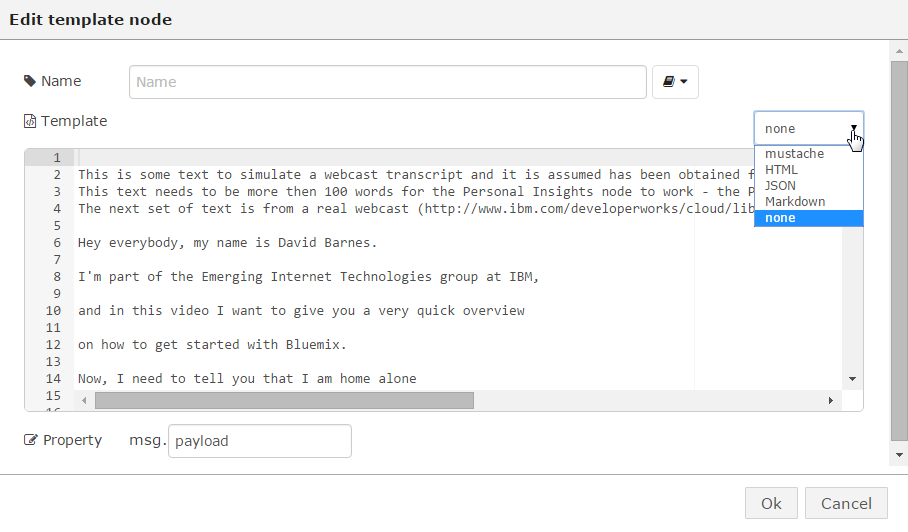 Edit template node
Name
Name
Template
none
mustache
HTML
JSON
Markdown
none
1
2 This is some text to simulate a webcast transcript and it is assumed has been obtained f
3 This text needs to be more then 100 words for the Personal Insights node to work - the P
4 The next set of text is from a real webcast (http://www.ibm.com/developerworks/cloud/lib
5
6 Hey everybody, my name is David Barnes.
7
8 I'm part of the Emerging Internet Technologies group at IBM,
9
10 and in this video I want to give you a very quick overview
11
12 on how to get started with Bluemix.
13
14 Now, I need to tell you that I am home alone
15
Property msg. payload
Ok Cancel